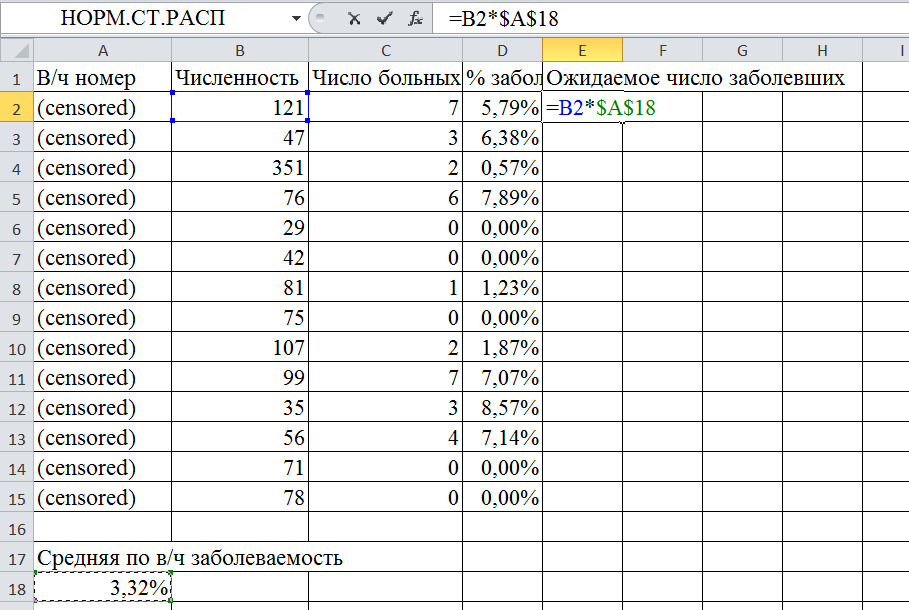 НОРМ.СТ.РАСП fx =B2*$A$18
A B C D E F G H I
1 В/ч номер Численность Число больных % забол Ожидаемое число заболевших
2 (censored) 121 7 5,79% =B2*$A$18
3 (censored) 47 3 6,38%
4 (censored) 351 2 0,57%
5 (censored) 76 6 7,89%
6 (censored) 29 0 0,00%
7 (censored) 42 0 0,00%
8 (censored) 81 1 1,23%
9 (censored) 75 0 0,00%
10 (censored) 107 2 1,87%
11 (censored) 99 7 7,07%
12 (censored) 35 3 8,57%
13 (censored) 56 4 7,14%
14 (censored) 71 0 0,00%
15 (censored) 78 0 0,00%
16
17 Средняя по в/ч заболеваемость
18 3,32%